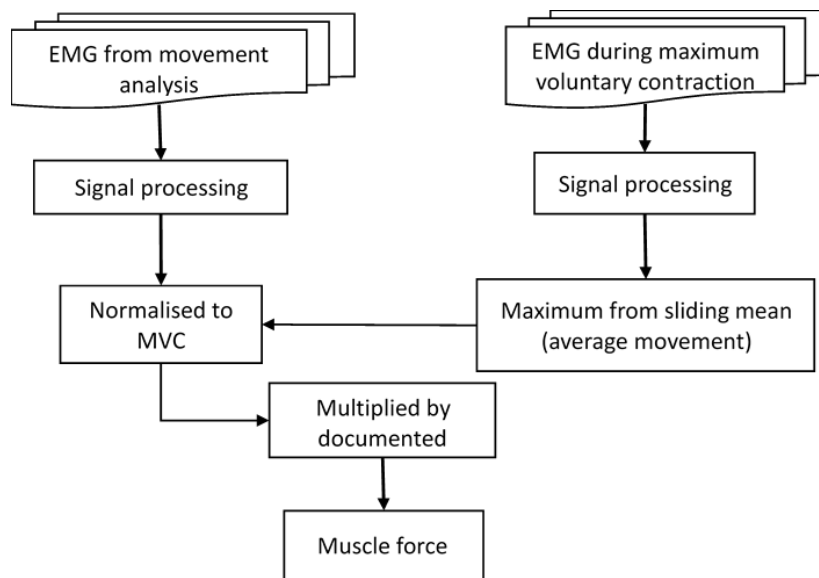 EMG from movement
analysis
EMG during maximum
voluntary contraction
Signal processing
Signal processing
Normalised to
MVC
Maximum from sliding mean
(average movement)
Multiplied by
documented
Muscle force